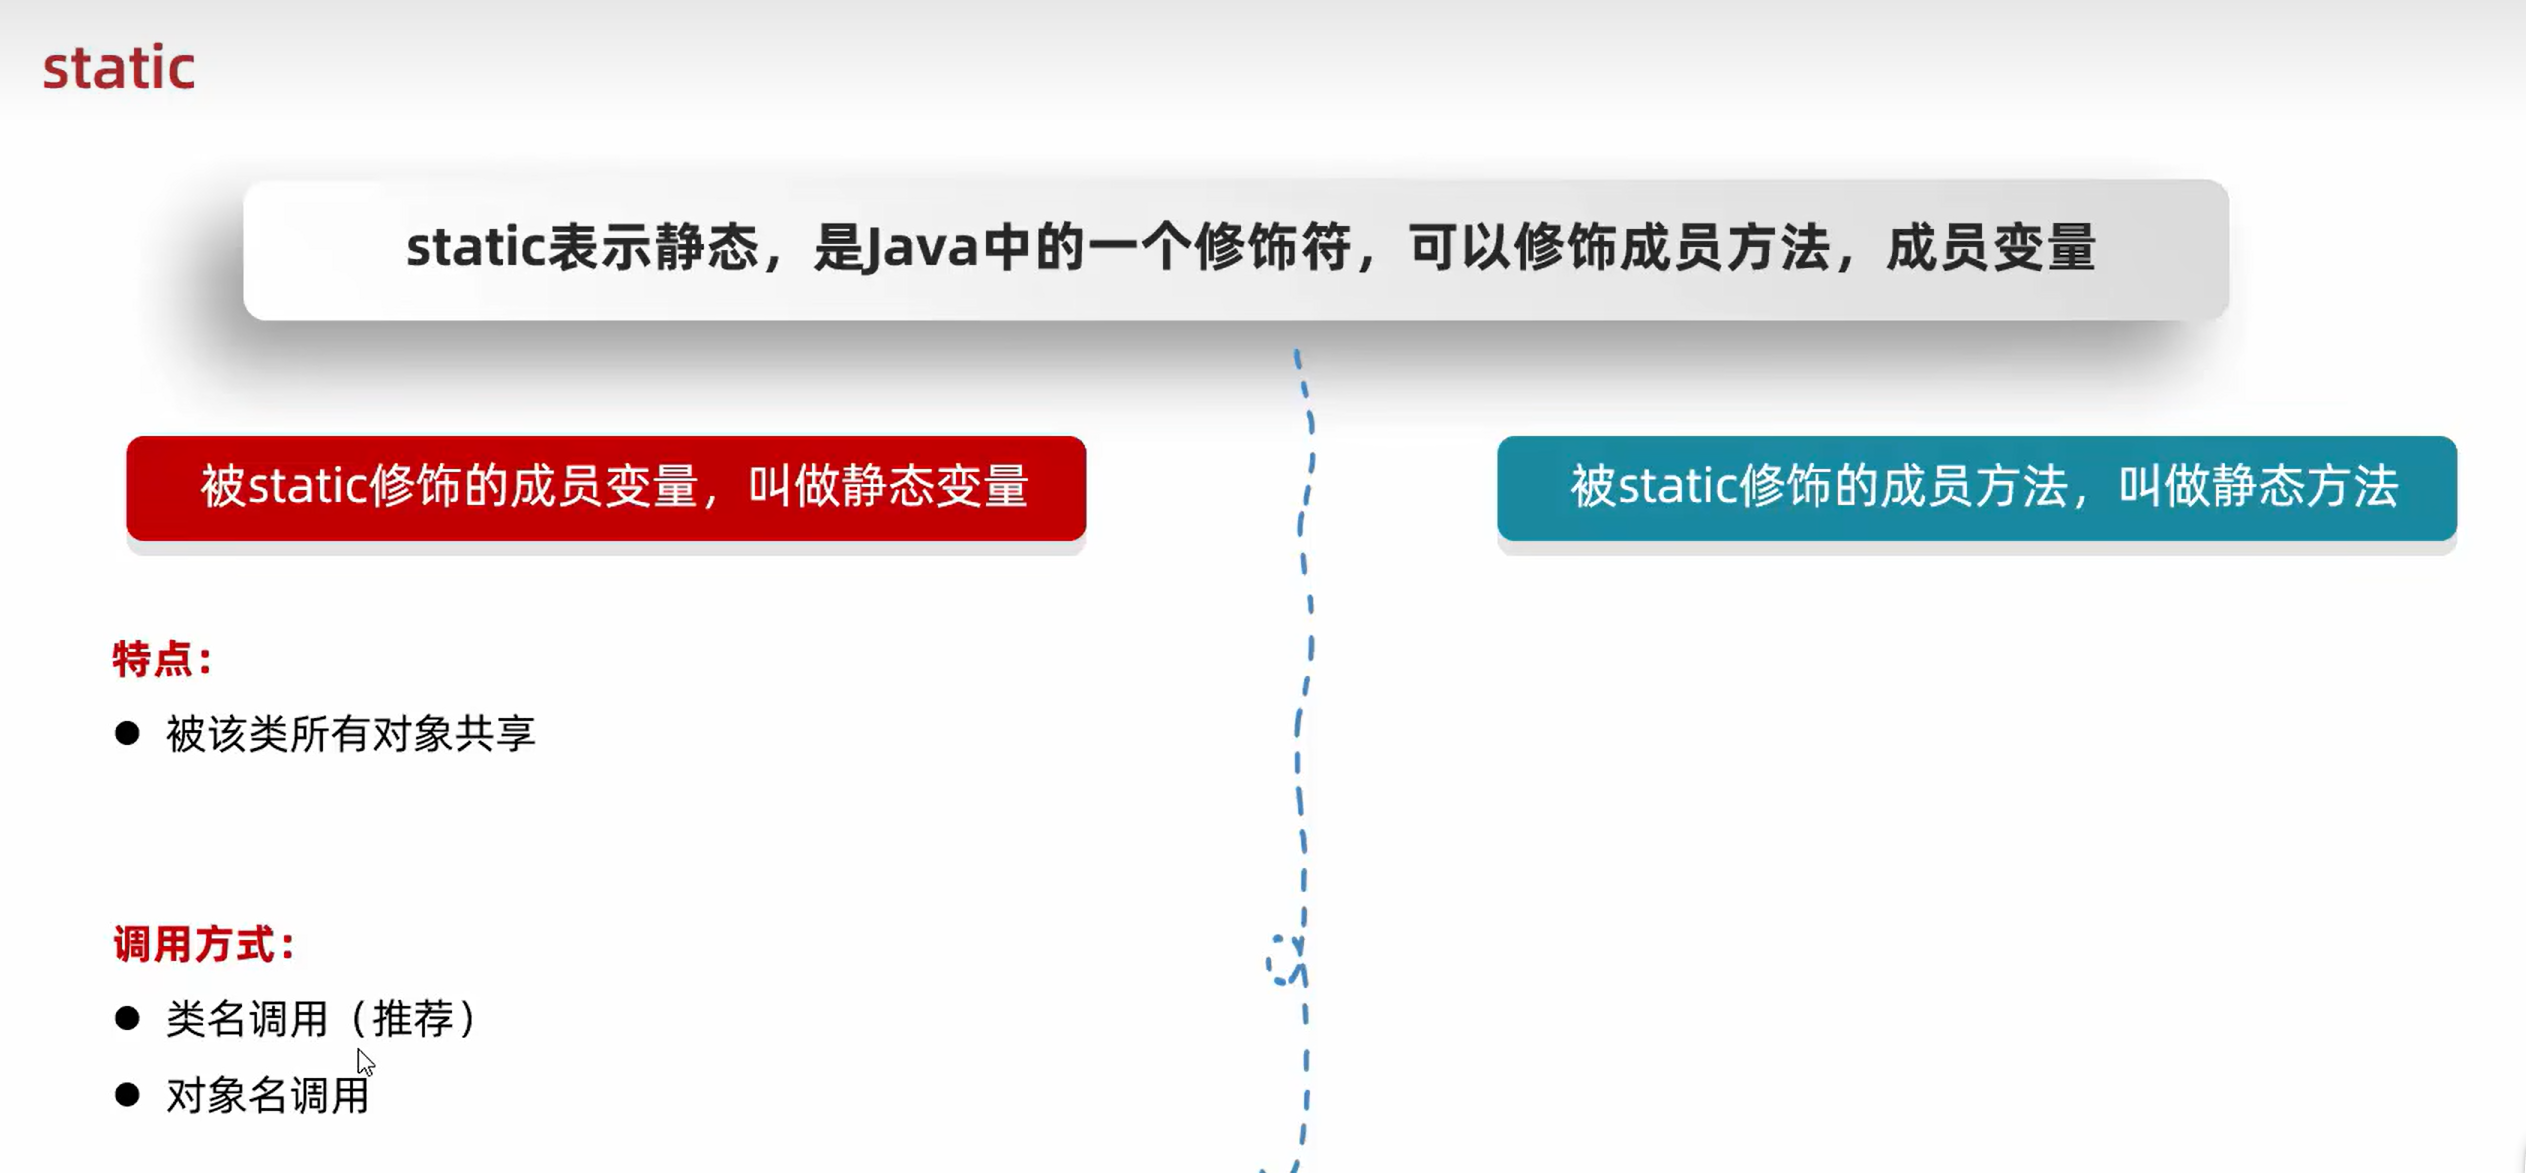 static
static表示静态，是Java中的一个修饰符，可以修饰成员方法，成员变量
被static修饰的成员变量，叫做静态变量
特点：
● 被该类所有对象共享
调用方式：
● 类名调用（推荐）
● 对象名调用
被static修饰的成员方法，叫做静态方法